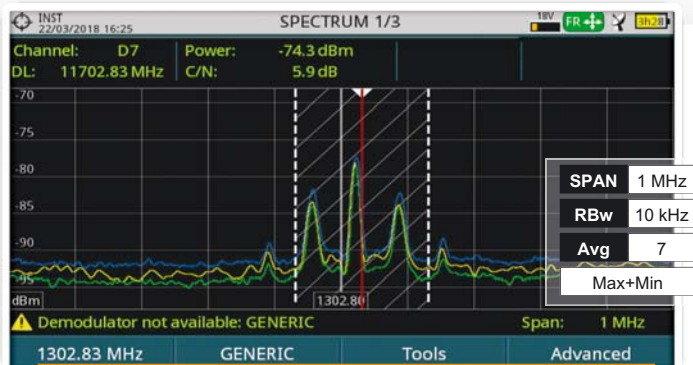 INST
22/03/2018 16:25
SPECTRUM 1/3
18V
FR
3h28
Channel: D7
Power: -74.3 dBm
DL: 11702.83 MHz
C/N: 5.9 dB
-70
-75
-80
-85
-90
-95
dBm
1302.80
SPAN 1 MHz
RBw 10 kHz
Avg 7
Max+Min
Demodulator not available: GENERIC
Span: 1 MHz
1302.83 MHz
GENERIC
Tools
Advanced